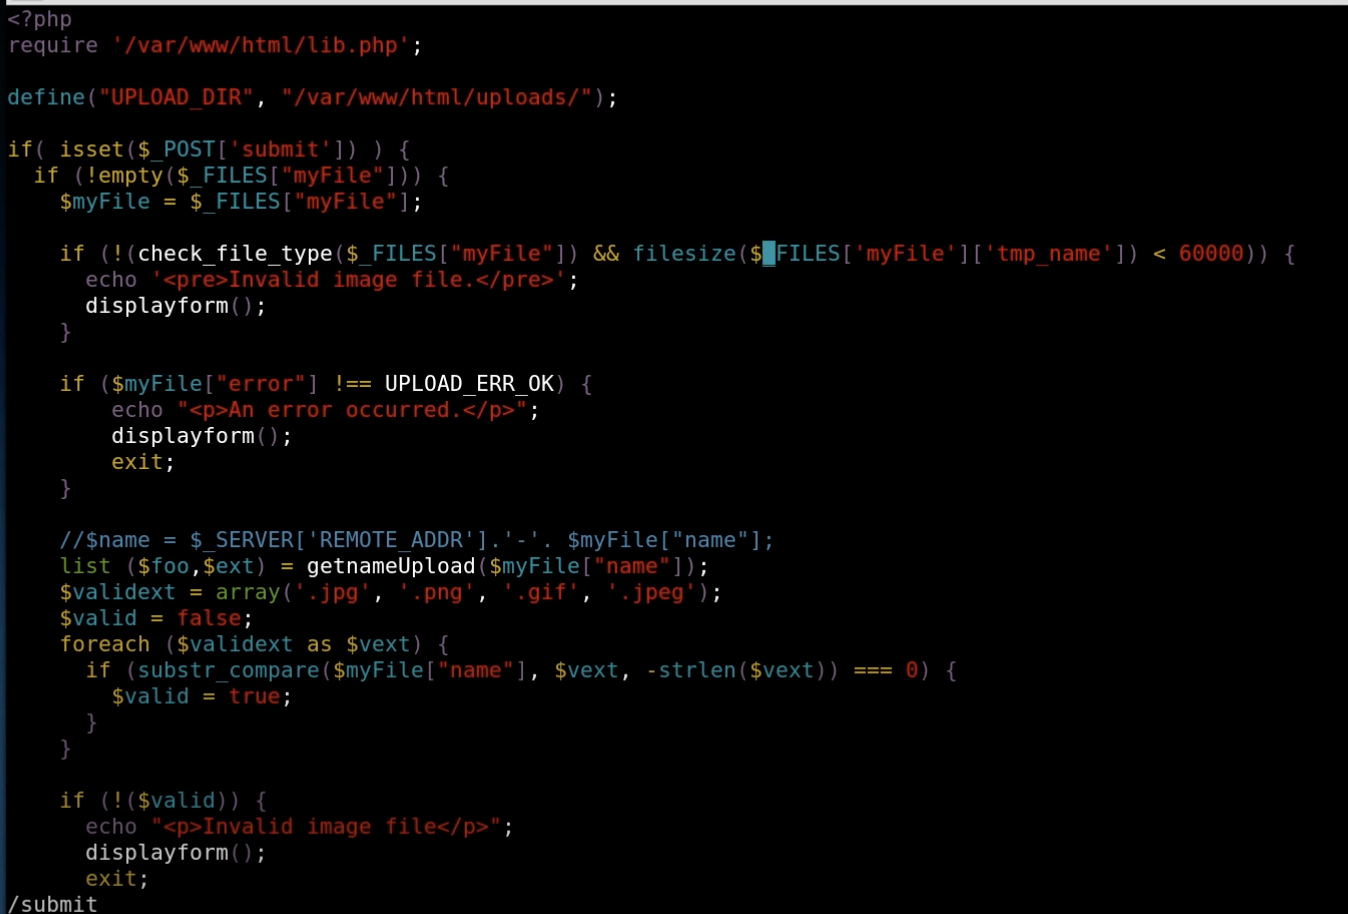 <?php
require '/var/www/html/lib.php';

define("UPLOAD_DIR", "/var/www/html/uploads/");

if( isset($_POST['submit']) ) {
  if (!empty($_FILES["myFile"])) {
    $myFile = $_FILES["myFile"];

    if (!(check_file_type($_FILES["myFile"]) && filesize($_FILES['myFile']['tmp_name']) < 60000)) {
      echo '<pre>Invalid image file.</pre>';
      displayform();
    }

    if ($myFile["error"] !== UPLOAD_ERR_OK) {
        echo "<p>An error occurred.</p>";
        displayform();
        exit;
    }

    //$name = $_SERVER['REMOTE_ADDR'].'-'. $myFile["name"];
    list ($foo,$ext) = getnameUpload($myFile["name"]);
    $validext = array('.jpg', '.png', '.gif', '.jpeg');
    $valid = false;
    foreach ($validext as $vext) {
      if (substr_compare($myFile["name"], $vext, -strlen($vext)) === 0) {
        $valid = true;
      }
    }

    if (!($valid)) {
      echo "<p>Invalid image file</p>";
      displayform();
      exit;
/submit